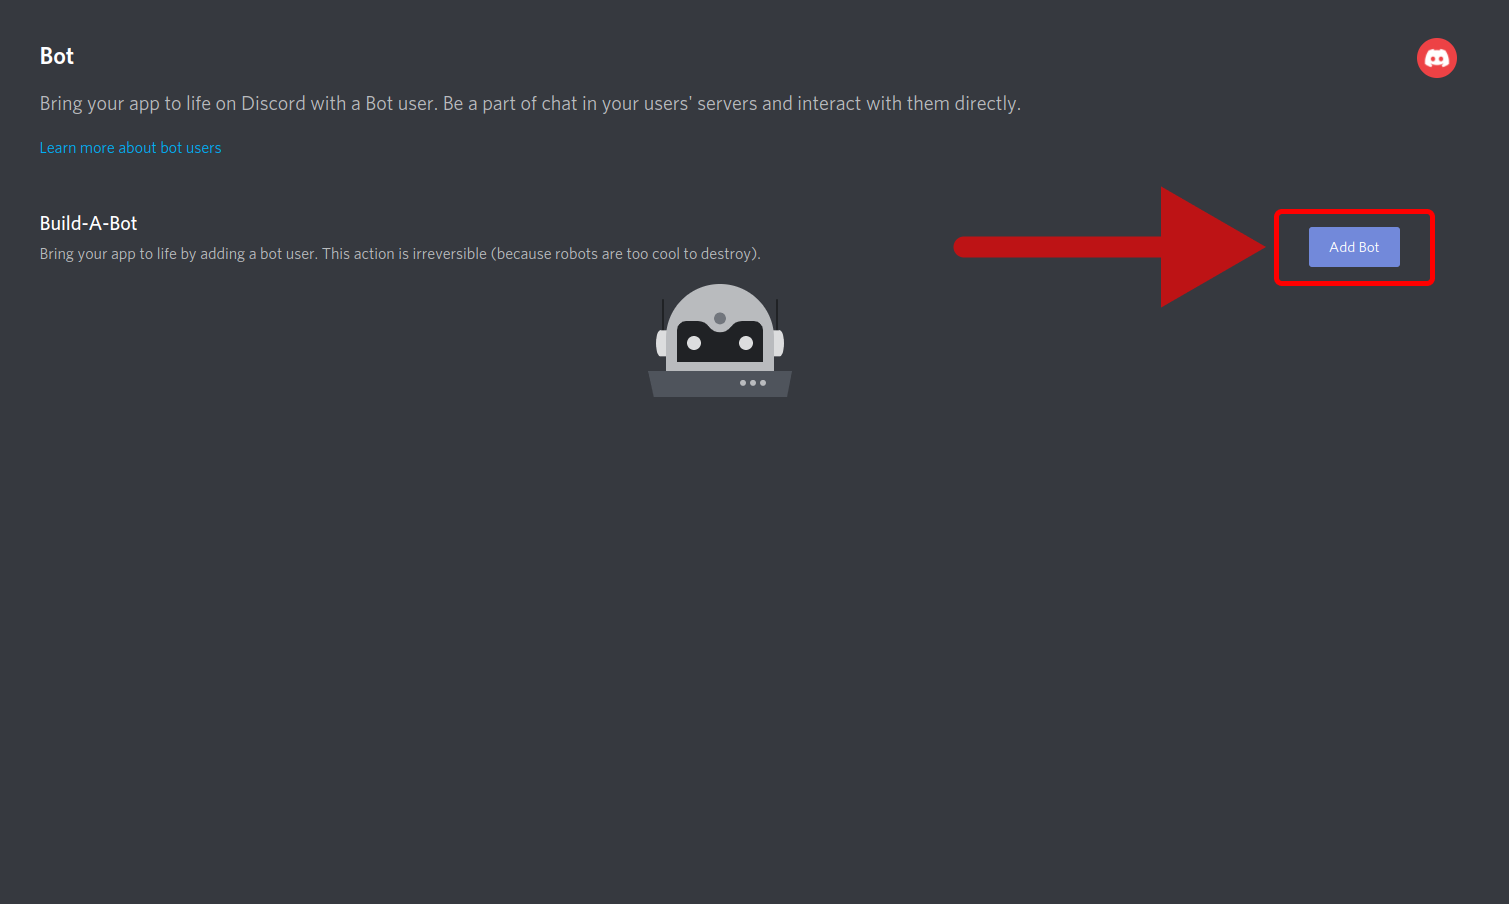 Bot
Bring your app to life on Discord with a Bot user. Be a part of chat in your users' servers and interact with them directly.
Learn more about bot users
Build-A-Bot
Bring your app to life by adding a bot user. This action is irreversible (because robots are too cool to destroy).
Add Bot